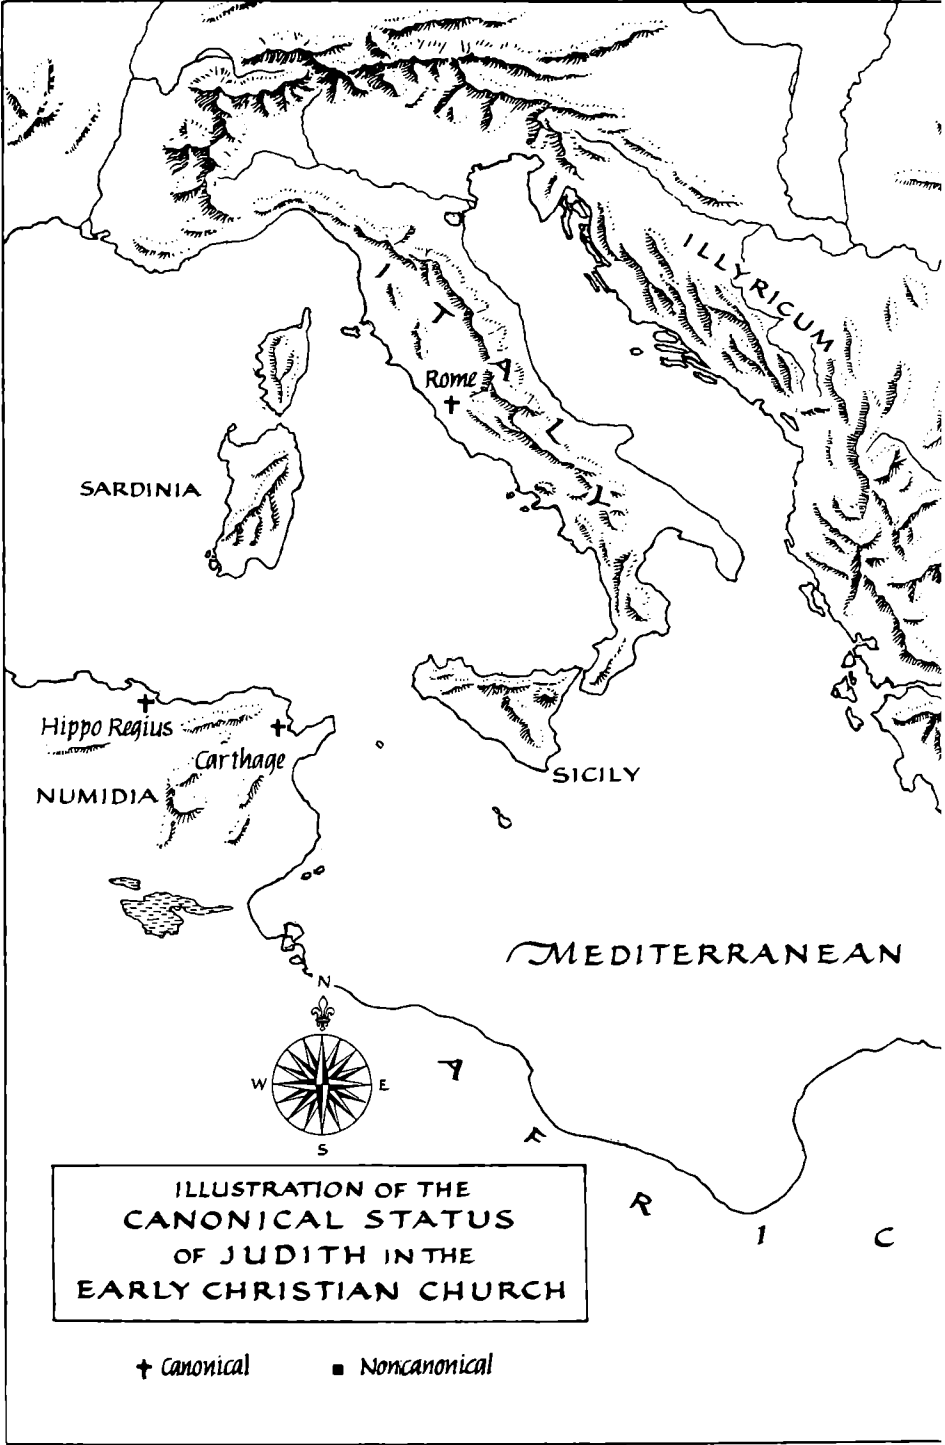 ILLYRICUM
ITALY
Rome
SARDINIA
Hippo Regius
Carthage
NUMIDIA
SICILY
MEDITERRANEAN
N
W E
S
AFRIC
ILLUSTRATION OF THE
CANONICAL STATUS
OF JUDITH IN THE
EARLY CHRISTIAN CHURCH
✝ Canonical ■ Noncanonical